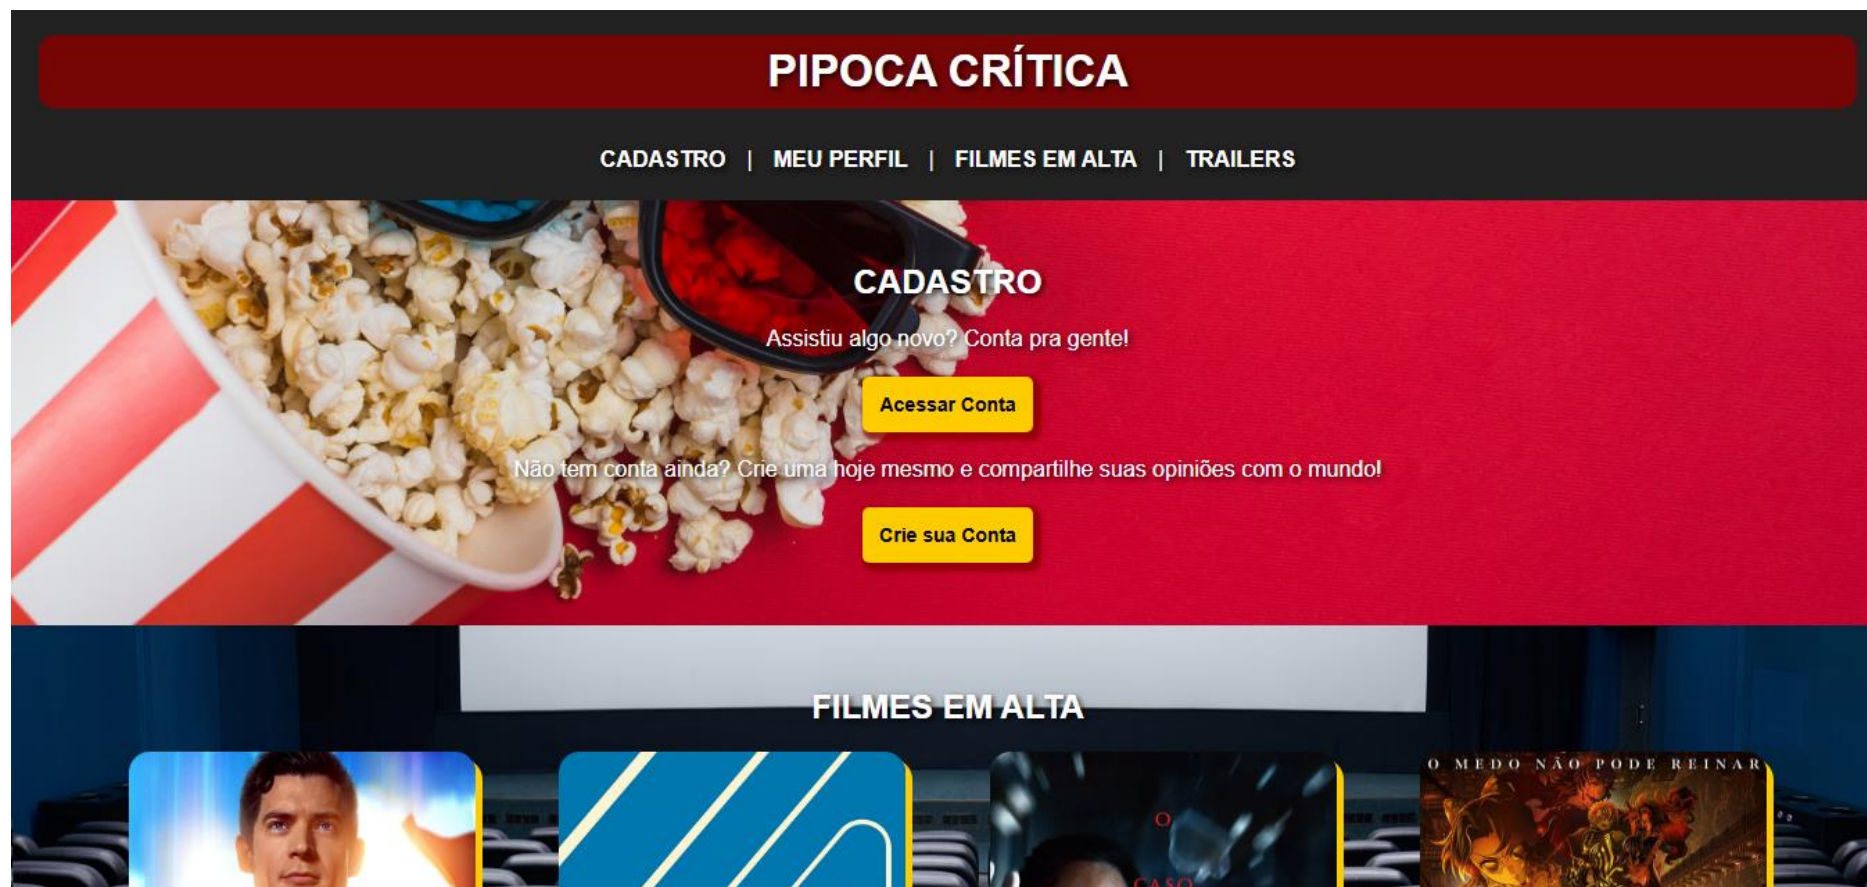 PIPOCA CRÍTICA
CADASTRO | MEU PERFIL | FILMES EM ALTA | TRAILERS
CADASTRO
Assistiu algo novo? Conta pra gente!
Acessar Conta
Não tem conta ainda? Crie uma hoje mesmo e compartilhe suas opiniões com o mundo!
Crie sua Conta
FILMES EM ALTA
O MEDO NÃO PODE REINAR
O
CASO